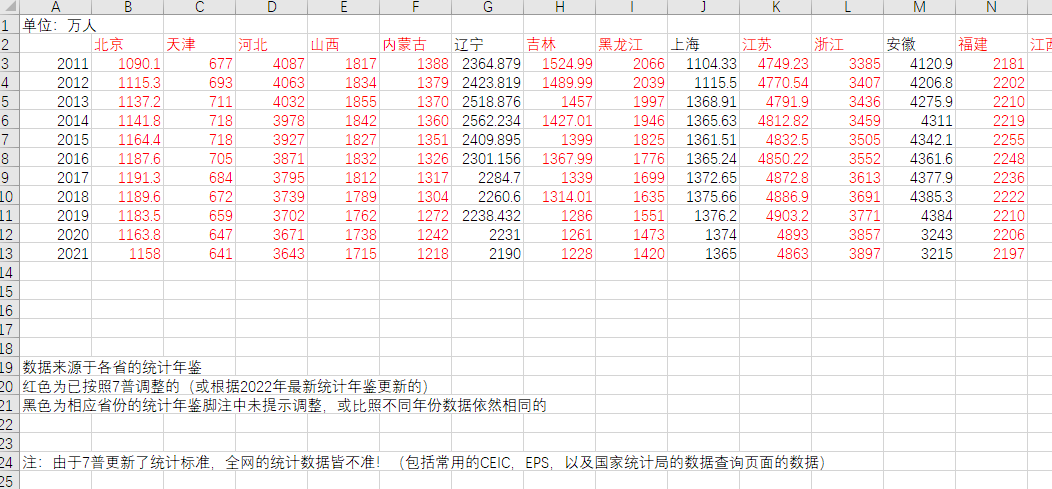 A B C D E F G H I J K L M N
1 单位：万人
2 北京 天津 河北 山西 内蒙古 辽宁 吉林 黑龙江 上海 江苏 浙江 安徽 福建
3 2011 1090.1 677 4087 1817 1388 2364.879 1524.99 2066 1104.33 4749.23 3385 4120.9 2181
4 2012 1115.3 693 4063 1834 1379 2423.819 1489.99 2039 1115.5 4770.54 3407 4206.8 2202
5 2013 1137.2 711 4032 1855 1370 2518.876 1457 1997 1368.91 4791.9 3436 4275.9 2210
6 2014 1141.8 718 3978 1842 1360 2562.234 1427.01 1946 1365.63 4812.82 3459 4311 2219
7 2015 1164.4 718 3927 1827 1351 2409.895 1399 1825 1361.51 4832.5 3505 4342.1 2255
8 2016 1187.6 705 3871 1832 1326 2301.156 1367.99 1776 1365.24 4850.22 3552 4361.6 2248
9 2017 1191.3 684 3795 1812 1317 2284.7 1339 1699 1372.65 4872.8 3613 4377.9 2236
10 2018 1189.6 672 3739 1789 1304 2260.6 1314.01 1635 1375.66 4886.9 3691 4385.3 2222
11 2019 1183.5 659 3702 1762 1272 2238.432 1286 1551 1376.2 4903.2 3771 4384 2210
12 2020 1163.8 647 3671 1738 1242 2231 1261 1473 1374 4893 3857 3243 2206
13 2021 1158 641 3643 1715 1218 2190 1228 1420 1365 4863 3897 3215 2197
14
15
16
17
18
19 数据来源于各省的统计年鉴
20 红色为已按照7普调整的（或根据2022年最新统计年鉴更新的）
21 黑色为相应省份的统计年鉴脚注中未提示调整，或比照不同年份数据依然相同的
22
23
24 注：由于7普更新了统计标准，全网的统计数据皆不准！（包括常用的CEIC，EPS，以及国家统计局的数据查询页面的数据）
25